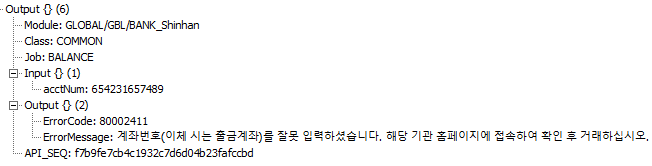 Output {} (6)
Module: GLOBAL/GBL/BANK_Shinhan
Class: COMMON
Job: BALANCE
Input {} (1)
acctNum: 654231657489
Output {} (2)
ErrorCode: 80002411
ErrorMessage: 계좌번호(이체 시는 출금계좌)를 잘못 입력하셨습니다. 해당 기관 홈페이지에 접속하여 확인 후 거래하십시오.
API_SEQ: f7b9fe7cb4c1932c7d6d04b23fafccbd